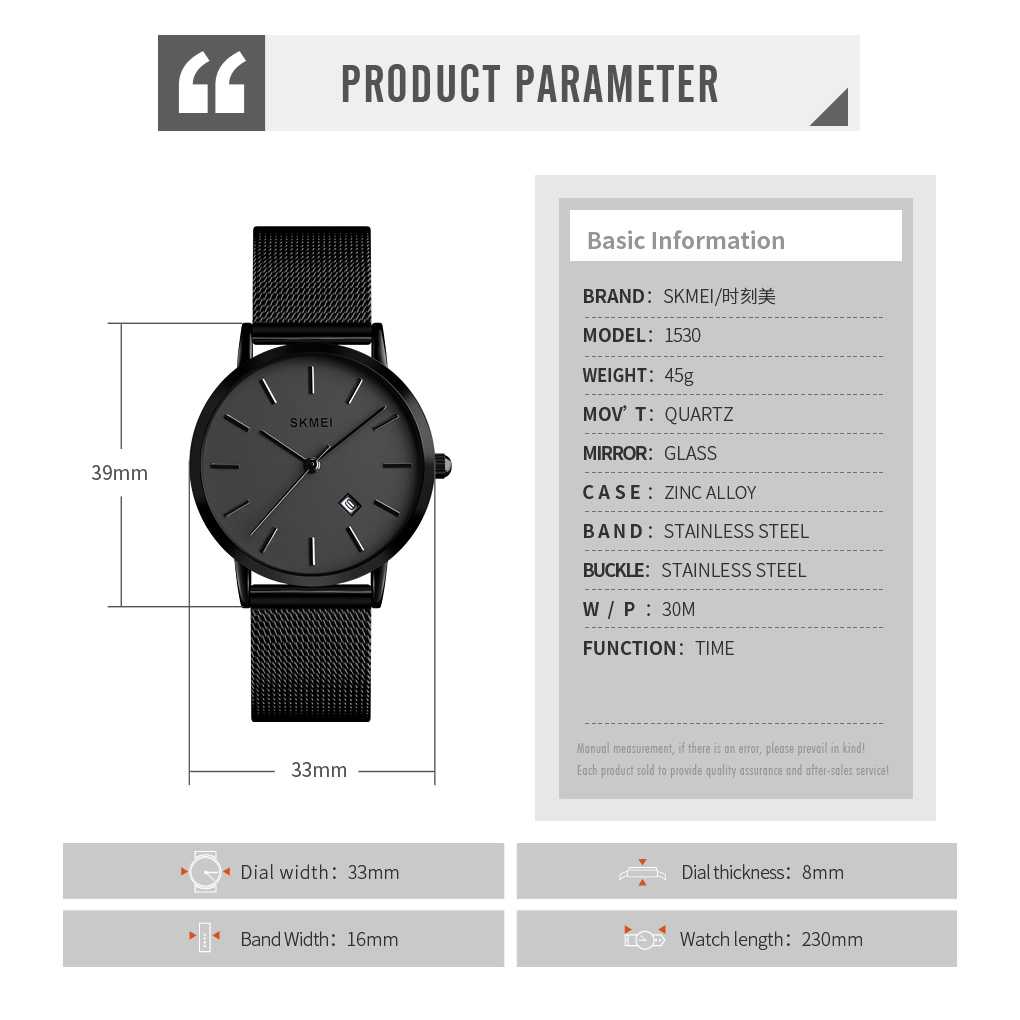 PRODUCT PARAMETER
SKMEI
39mm
33mm
Basic Information
BRAND： SKMEI/时刻美
MODEL： 1530
WEIGHT： 45g
MOV’T： QUARTZ
MIRROR： GLASS
CASE： ZINC ALLOY
BAND： STAINLESS STEEL
BUCKLE： STAINLESS STEEL
W/P： 30M
FUNCTION： TIME
Manual measurement, if there is an error, please prevail in kind!
Each product sold to provide quality assurance and after-sales service!
Dial width： 33mm
Dial thickness： 8mm
Band Width： 16mm
Watch length： 230mm